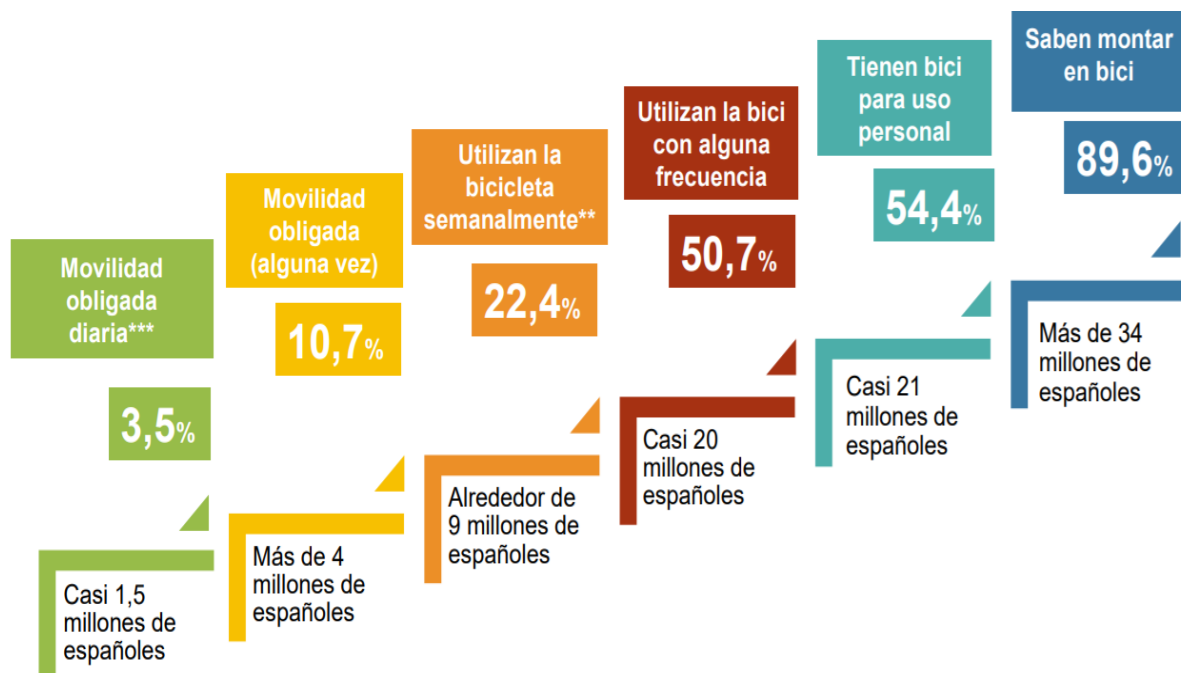 Movilidad
obligada
diaria***
3,5%
Casi 1,5
millones de
españoles
Movilidad
obligada
(alguna vez)
10,7%
Más de 4
millones de
españoles
Utilizan la
bicicleta
semanalmente**
22,4%
Alrededor de
9 millones de
españoles
Utilizan la bici
con alguna
frecuencia
50,7%
Casi 20
millones de
españoles
Tienen bici
para uso
personal
54,4%
Casi 21
millones de
españoles
Saben montar
en bici
89,6%
Más de 34
millones de
españoles